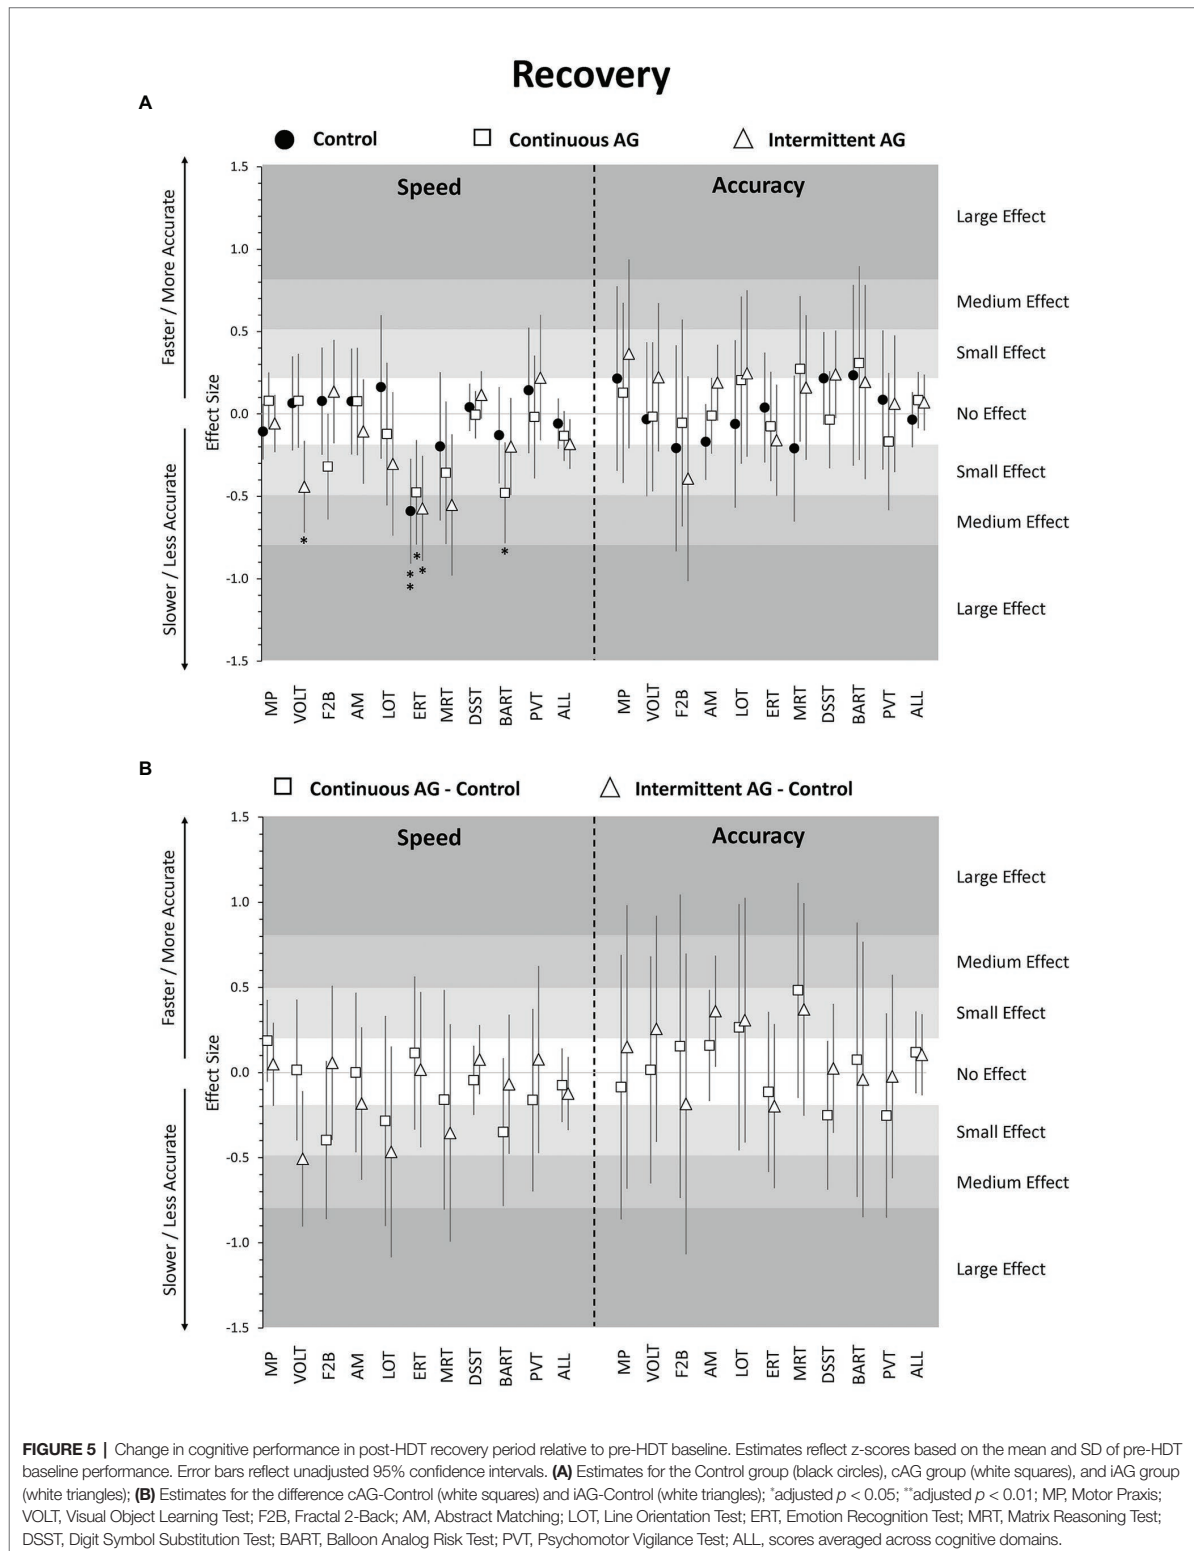 Recovery
A
Control
Continuous AG
Intermittent AG
Faster / More Accurate
Slower / Less Accurate
Effect Size
1.5
1.0
0.5
0.0
-0.5
-1.0
-1.5
Speed
Accuracy
*
*
*
*
*
*
Large Effect
Medium Effect
Small Effect
No Effect
Small Effect
Medium Effect
Large Effect
MP VOLT F2B AM LOT ERT MRT DSST BART PVT ALL MP VOLT F2B AM LOT ERT MRT DSST BART PVT ALL
B
Continuous AG - Control
Intermittent AG - Control
Faster / More Accurate
Slower / Less Accurate
Effect Size
1.5
1.0
0.5
0.0
-0.5
-1.0
-1.5
Speed
Accuracy
Large Effect
Medium Effect
Small Effect
No Effect
Small Effect
Medium Effect
Large Effect
MP VOLT F2B AM LOT ERT MRT DSST BART PVT ALL MP VOLT F2B AM LOT ERT MRT DSST BART PVT ALL
FIGURE 5 | Change in cognitive performance in post-HDT recovery period relative to pre-HDT baseline. Estimates reflect z-scores based on the mean and SD of pre-HDT
baseline performance. Error bars reflect unadjusted 95% confidence intervals. (A) Estimates for the Control group (black circles), cAG group (white squares), and iAG group
(white triangles); (B) Estimates for the difference cAG-Control (white squares) and iAG-Control (white triangles); *adjusted p < 0.05; **adjusted p < 0.01; MP, Motor Praxis;
VOLT, Visual Object Learning Test; F2B, Fractal 2-Back; AM, Abstract Matching; LOT, Line Orientation Test; ERT, Emotion Recognition Test; MRT, Matrix Reasoning Test;
DSST, Digit Symbol Substitution Test; BART, Balloon Analog Risk Test; PVT, Psychomotor Vigilance Test; ALL, scores averaged across cognitive domains.